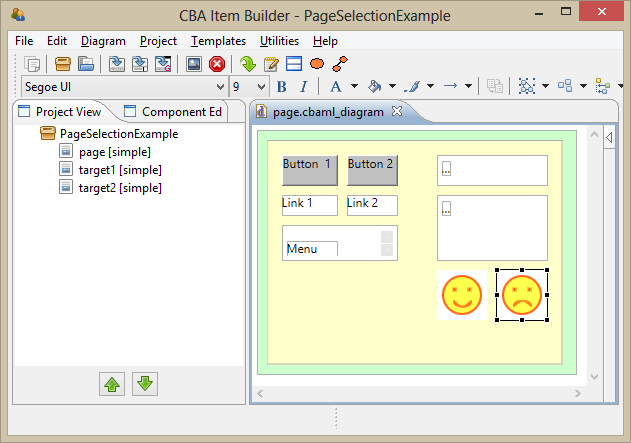 CBA Item Builder - PageSelectionExample
File Edit Diagram Project Templates Utilities Help
Segoe UI 9 B I A
Project View Component Ed page.cbaml_diagram
PageSelectionExample
page [simple]
target1 [simple]
target2 [simple]
Button 1 Button 2 ...
Link 1 Link 2 ...
Menu